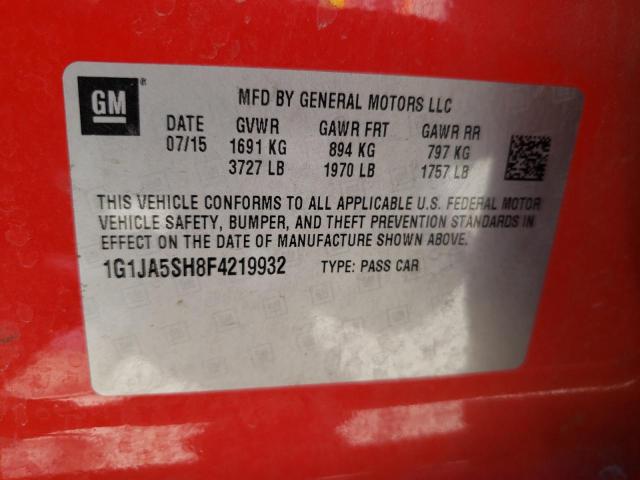 GM ®
MFD BY GENERAL MOTORS LLC
DATE GVWR GAWR FRT GAWR RR
07/15 1691 KG 894 KG 797 KG
3727 LB 1970 LB 1757 LB
THIS VEHICLE CONFORMS TO ALL APPLICABLE U.S. FEDERAL MOTOR
VEHICLE SAFETY, BUMPER, AND THEFT PREVENTION STANDARDS IN
EFFECT ON THE DATE OF MANUFACTURE SHOWN ABOVE.
1G1JA5SH8F4219932 TYPE: PASS CAR